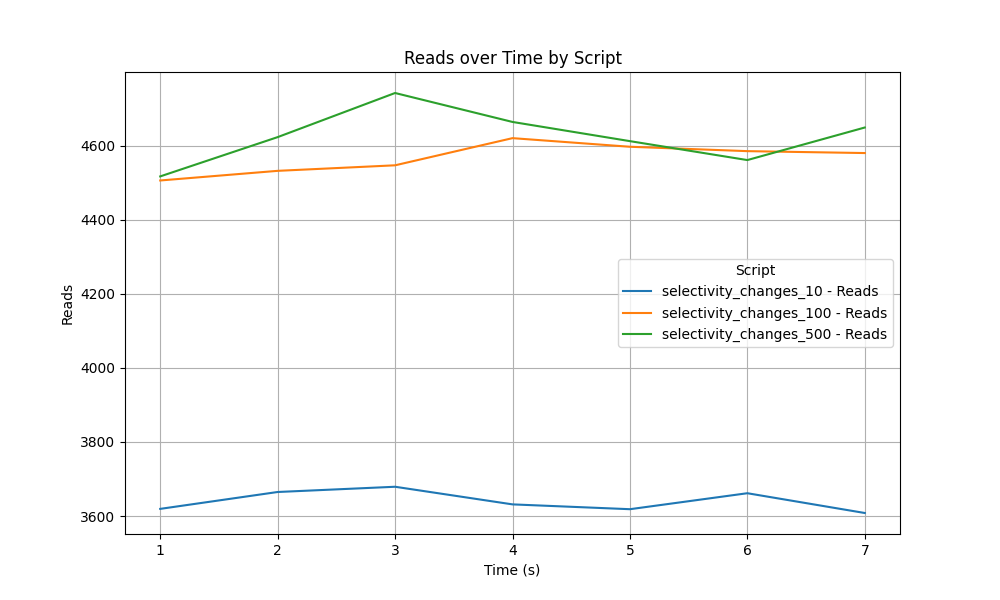 Reads over Time by Script
Reads
4600
4400
4200
4000
3800
3600
Script
selectivity_changes_10 - Reads
selectivity_changes_100 - Reads
selectivity_changes_500 - Reads
1 2 3 4 5 6 7
Time (s)